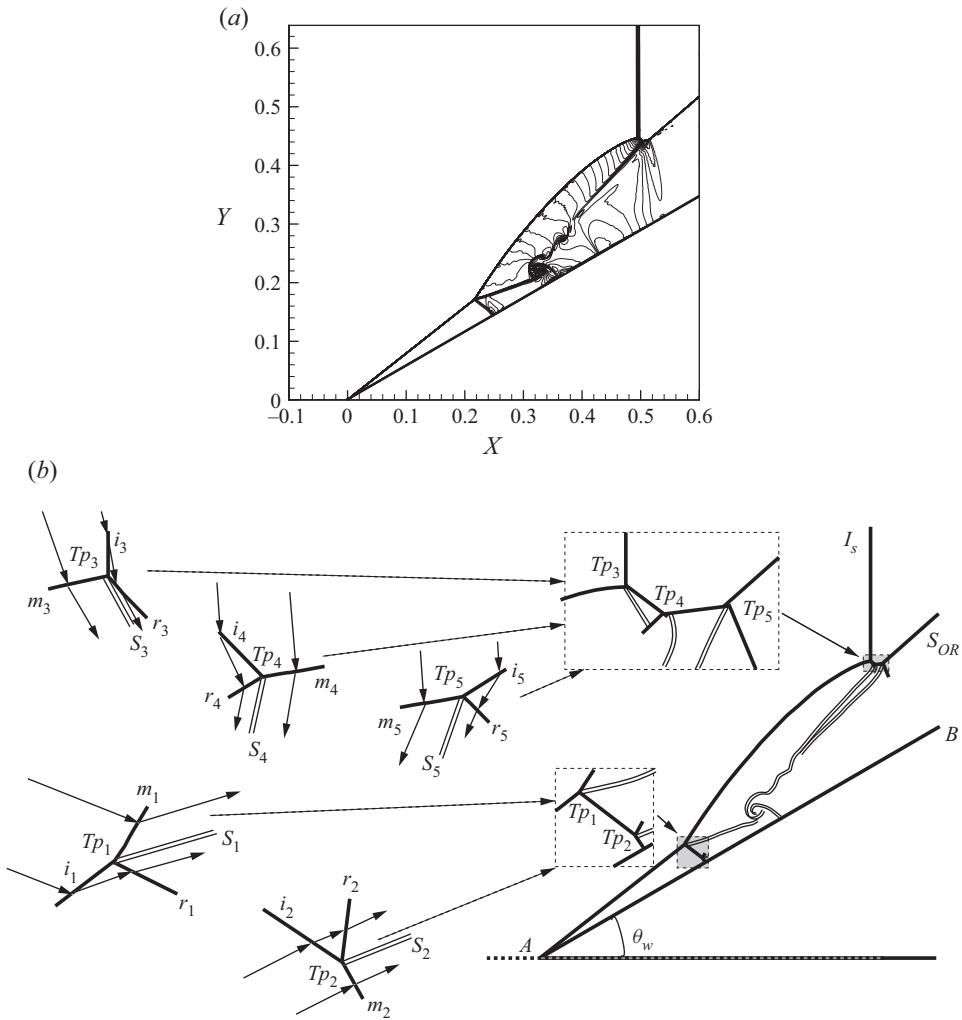 (a)
0.6
0.5
0.4
0.3
0.2
0.1
0
Y
–0.1 0 0.1 0.2 0.3 0.4 0.5 0.6
X
(b)
i3
Tp3
m3
r3
S3
i4
Tp4
r4
m4
S4
Tp5
i5
m5
r5
S5
Tp3
Tp4
Tp5
Is
SOR
B
m1
Tp1
S1
i1
r1
Tp1
Tp2
r2
i2
S2
Tp2
m2
A
θw